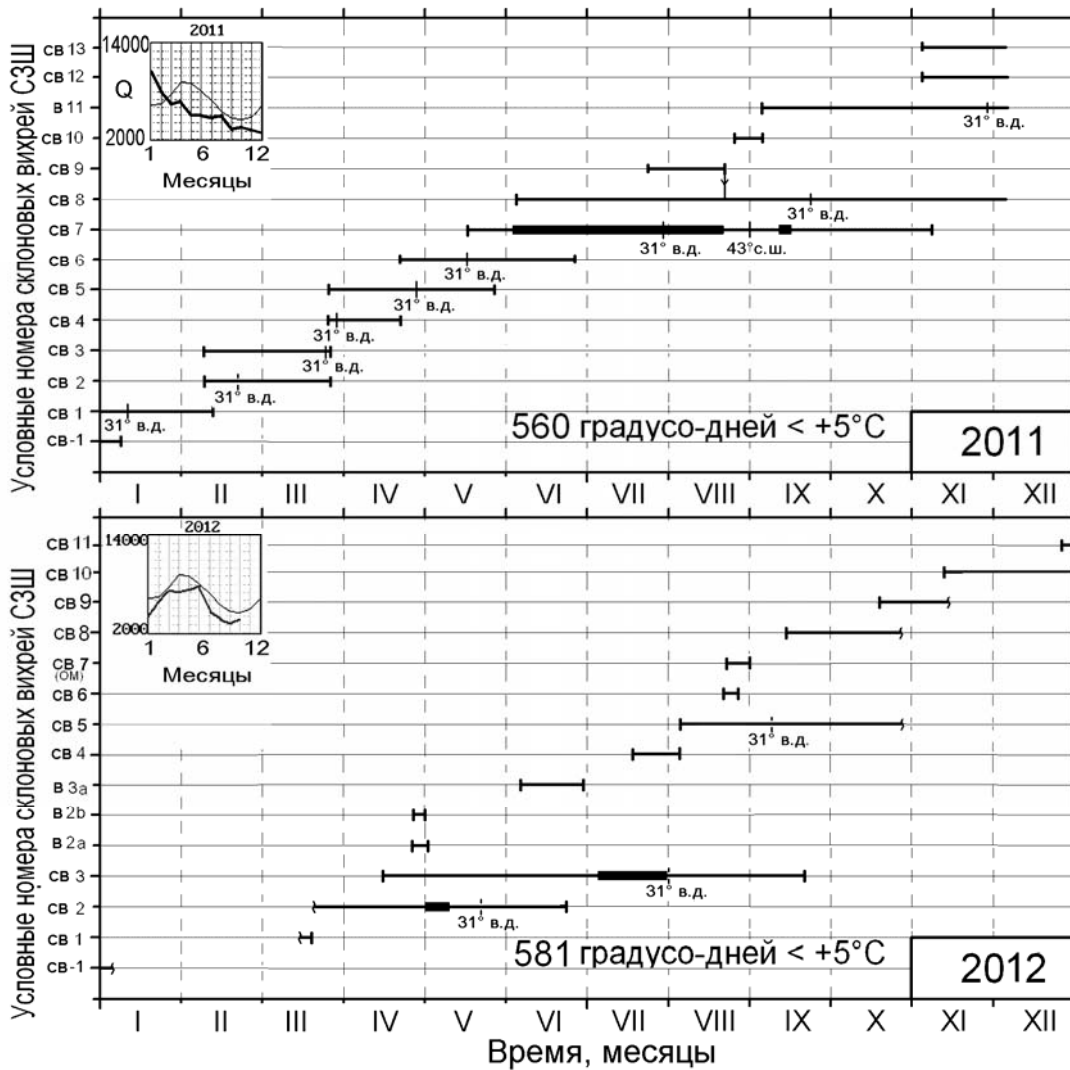 Условные номера склоновых вихрей СЗШ
2011
14000
Q
2000
1 6 12
Месяцы
СВ 13
СВ 12
В 11
31° в.д.
СВ 10
СВ 9
СВ 8
31° в.д.
СВ 7
31° в.д.
43°с.ш.
СВ 6
31° в.д.
СВ 5
31° в.д.
СВ 4
31° в.д.
СВ 3
31° в.д.
СВ 2
31° в.д.
СВ 1
31° в.д.
СВ-1
560 градусо-дней < +5°C
2011
I II III IV V VI VII VIII IX X XI XII
Условные номера склоновых вихрей СЗШ
2012
14000
2000
1 6 12
Месяцы
СВ 11
СВ 10
СВ 9
СВ 8
СВ 7
(ОМ)
СВ 6
СВ 5
31° в.д.
СВ 4
В 3а
В 2b
В 2а
СВ 3
31° в.д.
СВ 2
31° в.д.
СВ 1
СВ-1
581 градусо-дней < +5°C
2012
I II III IV V VI VII VIII IX X XI XII
Время, месяцы